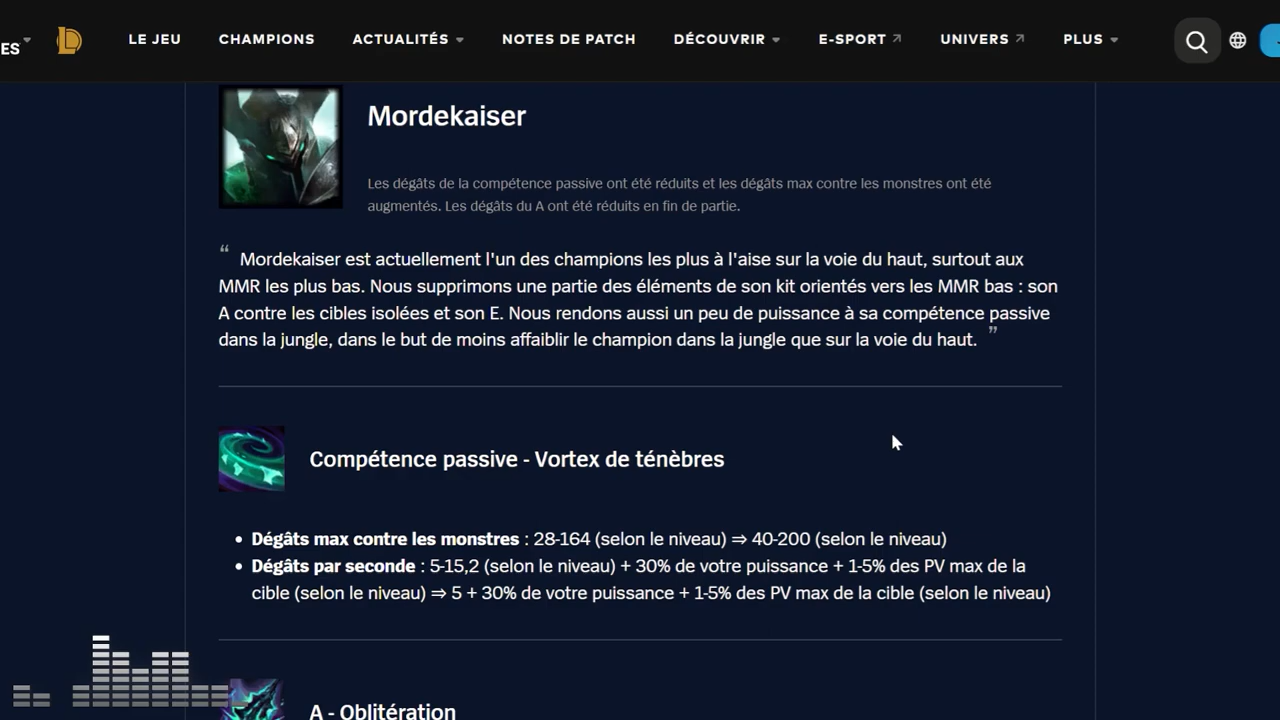 ES
LE JEU CHAMPIONS ACTUALITÉS NOTES DE PATCH DÉCOUVRIR E-SPORT UNIVERS PLUS
Mordekaiser
Les dégâts de la compétence passive ont été réduits et les dégâts max contre les monstres ont été
augmentés. Les dégâts du A ont été réduits en fin de partie.
“ Mordekaiser est actuellement l'un des champions les plus à l'aise sur la voie du haut, surtout aux
MMR les plus bas. Nous supprimons une partie des éléments de son kit orientés vers les MMR bas : son
A contre les cibles isolées et son E. Nous rendons aussi un peu de puissance à sa compétence passive
dans la jungle, dans le but de moins affaiblir le champion dans la jungle que sur la voie du haut. ”
Compétence passive - Vortex de ténèbres
• Dégâts max contre les monstres : 28-164 (selon le niveau) ⇒ 40-200 (selon le niveau)
• Dégâts par seconde : 5-15,2 (selon le niveau) + 30% de votre puissance + 1-5% des PV max de la
cible (selon le niveau) ⇒ 5 + 30% de votre puissance + 1-5% des PV max de la cible (selon le niveau)
A - Oblitération